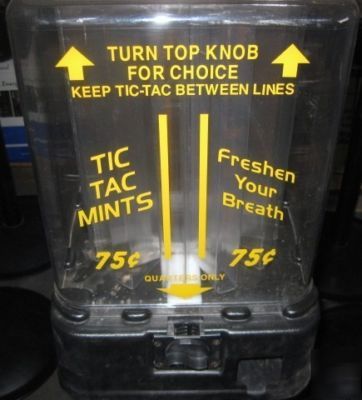 TURN TOP KNOB
FOR CHOICE
KEEP TIC-TAC BETWEEN LINES
TIC
TAC
MINTS
Freshen
Your
Breath
75¢
75¢
QUARTERS ONLY